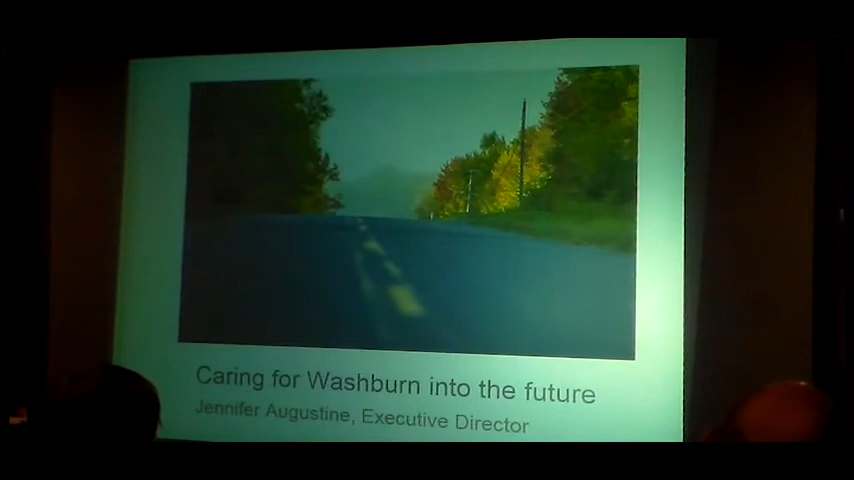 Caring for Washburn into the future
Jennifer Augustine, Executive Director